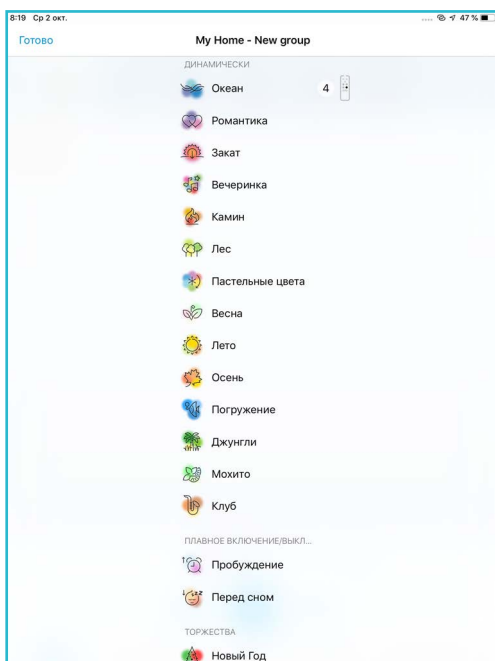 8:19 Ср 2 окт.
47 %
Готово
My Home - New group
ДИНАМИЧЕСКИ
Океан 4
Романтика
Закат
Вечеринка
Камин
Лес
Пастельные цвета
Весна
Лето
Осень
Погружение
Джунгли
Мохито
Клуб
ПЛАВНОЕ ВКЛЮЧЕНИЕ/ВЫКЛ...
Пробуждение
Перед сном
ТОРЖЕСТВА
Новый Год